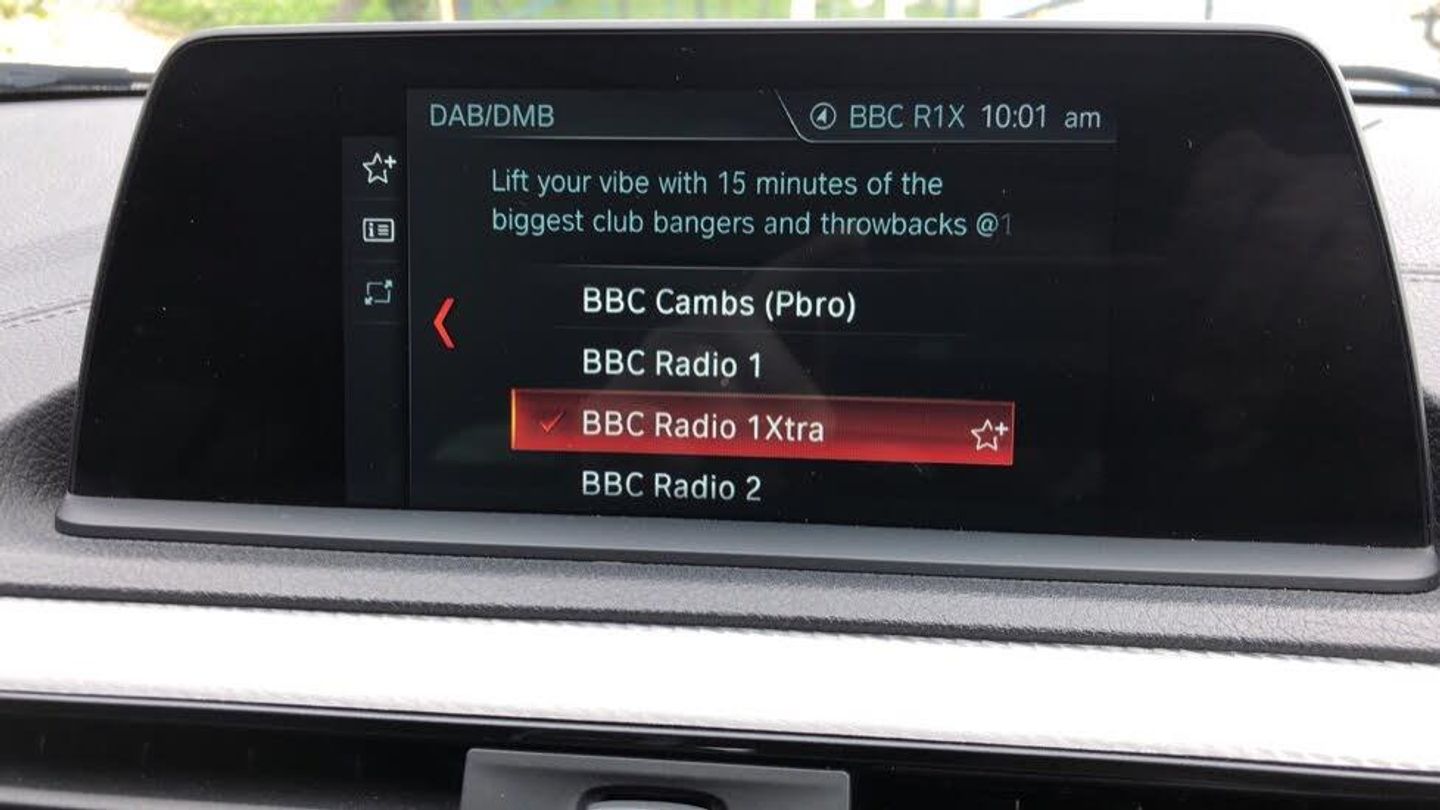 DAB/DMB
BBC R1X 10:01 am
Lift your vibe with 15 minutes of the
biggest club bangers and throwbacks @1
BBC Cambs (Pbro)
BBC Radio 1
BBC Radio 1Xtra
BBC Radio 2